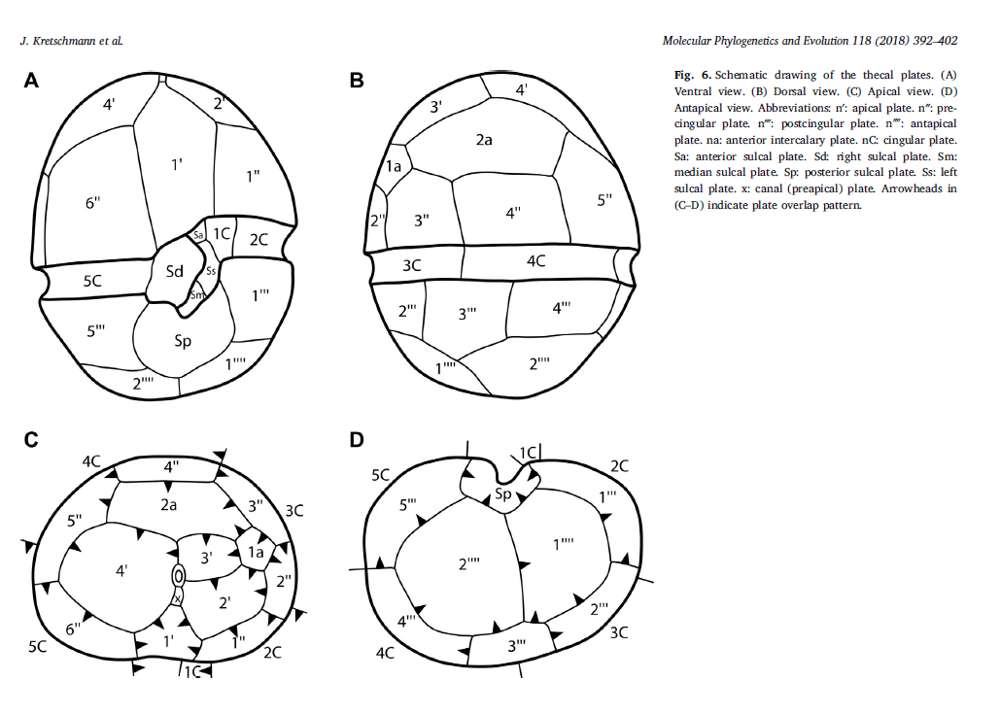 J. Kretschmann et al.
Molecular Phylogenetics and Evolution 118 (2018) 392–402
A
4'
2'
1'
1"
6"
Sa
1C
2C
Sd
Ss
5C
Sm
1'''
5'''
Sp
1''''
2''''
B
4'
3'
2a
1a
5"
2"
3"
4"
3C
4C
2'''
3'''
4'''
1''''
2''''
Fig. 6. Schematic drawing of the thecal plates. (A)
Ventral view. (B) Dorsal view. (C) Apical view. (D)
Antapical view. Abbreviations: n′: apical plate. n″: pre-
cingular plate. n‴: postcingular plate. n⁗: antapical
plate. na: anterior intercalary plate. nC: cingular plate.
Sa: anterior sulcal plate. Sd: right sulcal plate. Sm:
median sulcal plate. Sp: posterior sulcal plate. Ss: left
sulcal plate. x: canal (preapical) plate. Arrowheads in
(C–D) indicate plate overlap pattern.
C
4C
4"
2a
3"
3C
5"
1a
3'
4'
2"
x
2'
6"
1'
1"
5C
2C
1C
D
1C
5C
2C
Sp
5'''
1'''
1''''
2''''
2'''
4'''
3'''
3C
4C